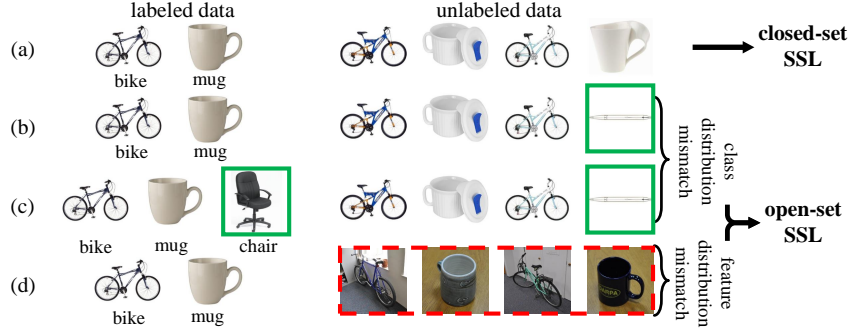 labeled data
unlabeled data
(a)
bike
mug
closed-set
SSL
(b)
bike
mug
class
distribution
mismatch
(c)
bike
mug
chair
open-set
SSL
(d)
bike
mug
feature
distribution
mismatch